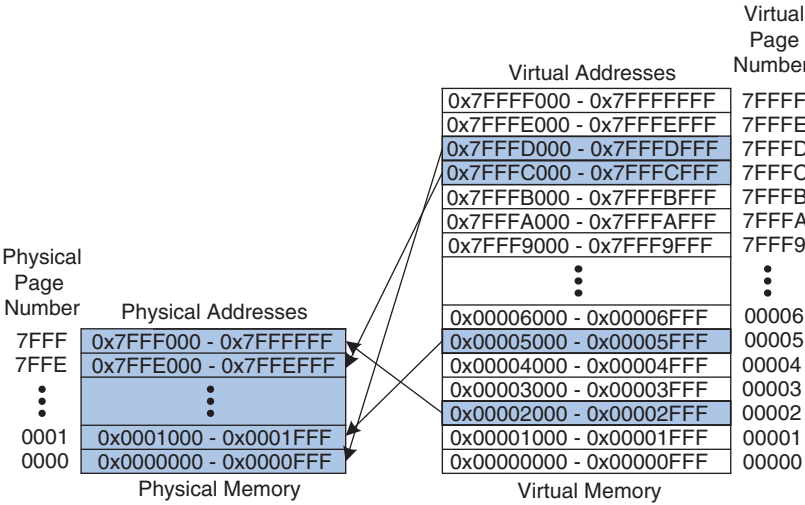 Virtual
Page
Number
Virtual Addresses
0x7FFFF000 - 0x7FFFFFFF 7FFFF
0x7FFFE000 - 0x7FFFEFFF 7FFFE
0x7FFFD000 - 0x7FFFDFFF 7FFFD
0x7FFFC000 - 0x7FFFCFFF 7FFFC
0x7FFFB000 - 0x7FFFBFFF 7FFFB
0x7FFFA000 - 0x7FFFAFFF 7FFFA
0x7FFF9000 - 0x7FFF9FFF 7FFF9
0x00006000 - 0x00006FFF 00006
0x00005000 - 0x00005FFF 00005
0x00004000 - 0x00004FFF 00004
0x00003000 - 0x00003FFF 00003
0x00002000 - 0x00002FFF 00002
0x00001000 - 0x00001FFF 00001
0x00000000 - 0x00000FFF 00000
Virtual Memory
Physical
Page
Number
Physical Addresses
7FFF 0x7FFF000 - 0x7FFFFFF
7FFE 0x7FFE000 - 0x7FFEFFF
0001 0x0001000 - 0x0001FFF
0000 0x0000000 - 0x0000FFF
Physical Memory